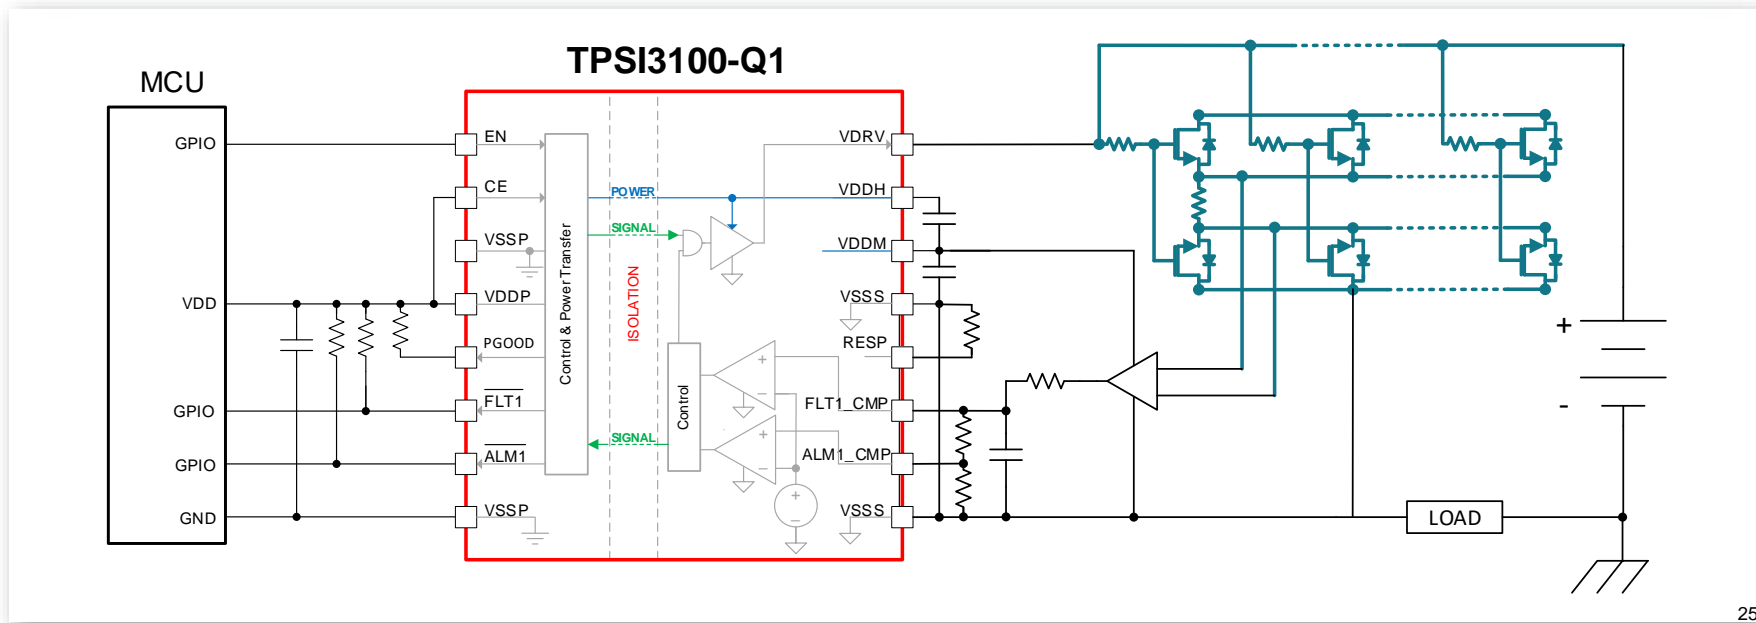 TPSI3100-Q1
MCU
GPIO
VDD
GPIO
GPIO
GND
EN
CE
VSSP
VDDP
PGOOD
FLT1
ALM1
VSSP
Control & Power Transfer
POWER
SIGNAL
ISOLATION
SIGNAL
Control
VDRV
VDDH
VDDM
VSSS
RESP
FLT1_CMP
ALM1_CMP
VSSS
+
-
+
-
+
-
+
-
LOAD
25